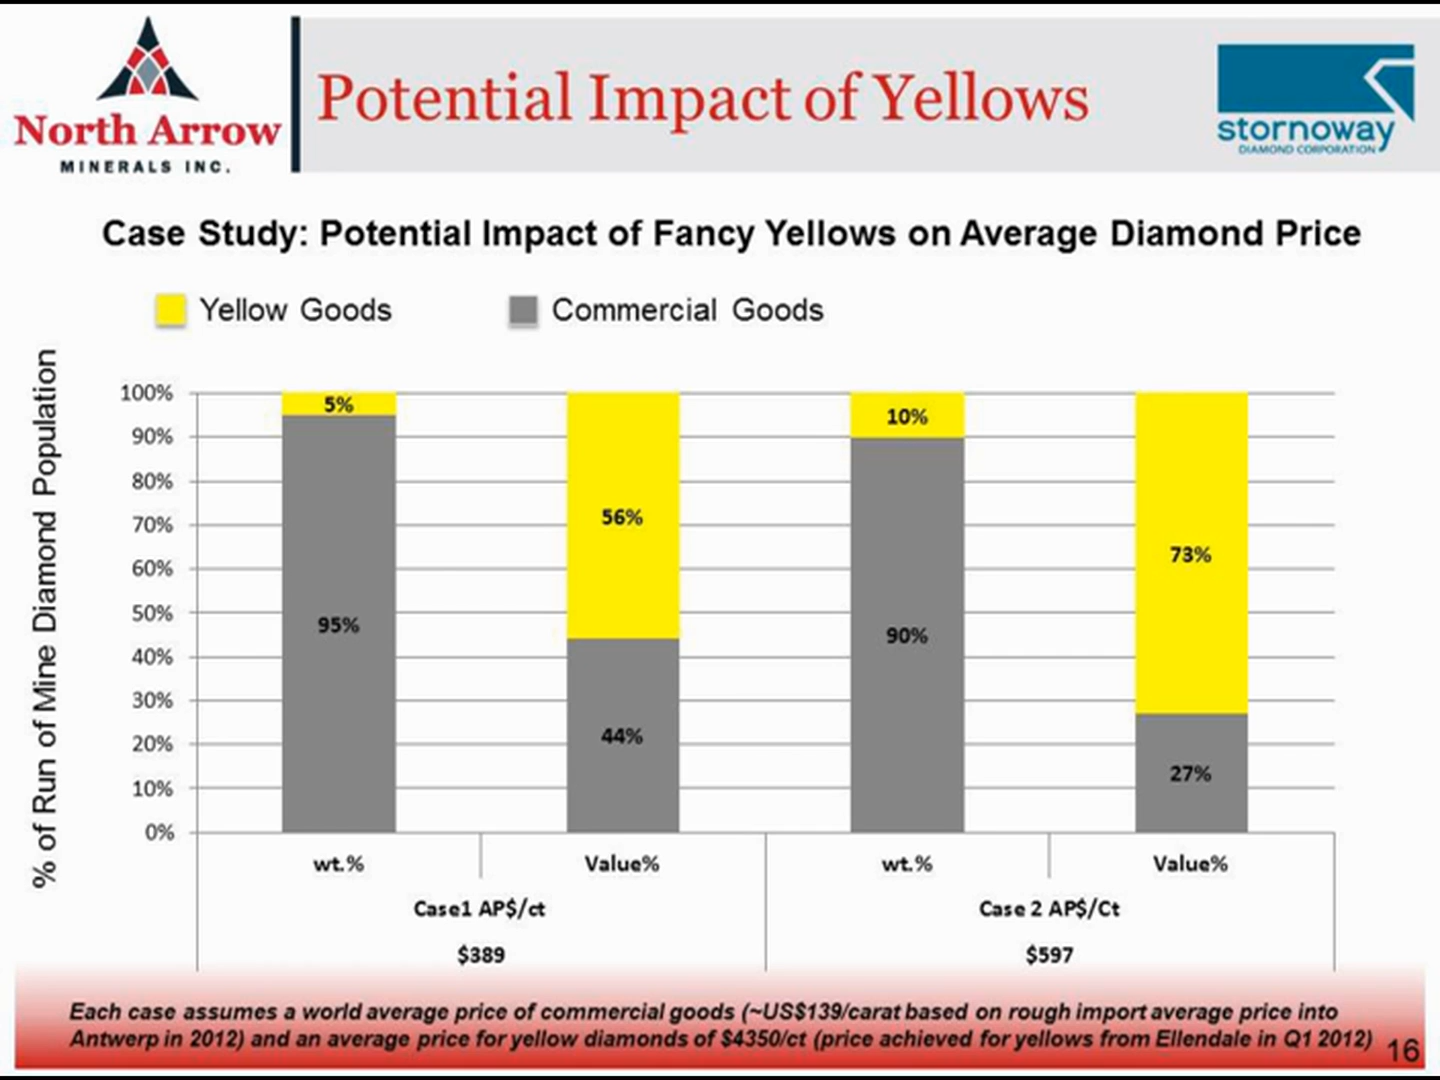 North Arrow
MINERALS INC.
Potential Impact of Yellows
stornoway
DIAMOND CORPORATION
Case Study: Potential Impact of Fancy Yellows on Average Diamond Price
Yellow Goods
Commercial Goods
% of Run of Mine Diamond Population
100%
90%
80%
70%
60%
50%
40%
30%
20%
10%
0%
5%
95%
56%
44%
10%
90%
73%
27%
wt.%
Value%
wt.%
Value%
Case1 AP$/ct
Case 2 AP$/Ct
$389
$597
Each case assumes a world average price of commercial goods (~US$139/carat based on rough import average price into
Antwerp in 2012) and an average price for yellow diamonds of $4350/ct (price achieved for yellows from Ellendale in Q1 2012)
16